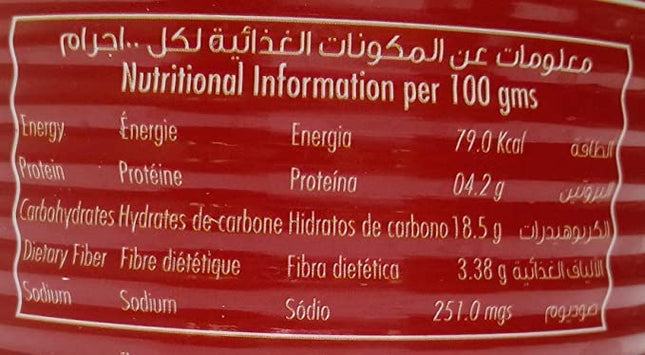 معلومات عن المكونات الغذائية لكل ١٠٠جرام
Nutritional Information per 100 gms
Energy Énergie Energia 79.0 Kcal الطاقة
Protein Protéine Proteína 04.2 g البروتين
Carbohydrates Hydrates de carbone Hidratos de carbono 18.5 g الكربوهيدرات
Dietary Fiber Fibre diététique Fibra dietética 3.38 g الألياف الغذائية
Sodium Sodium Sódio 251.0 mgs صوديوم